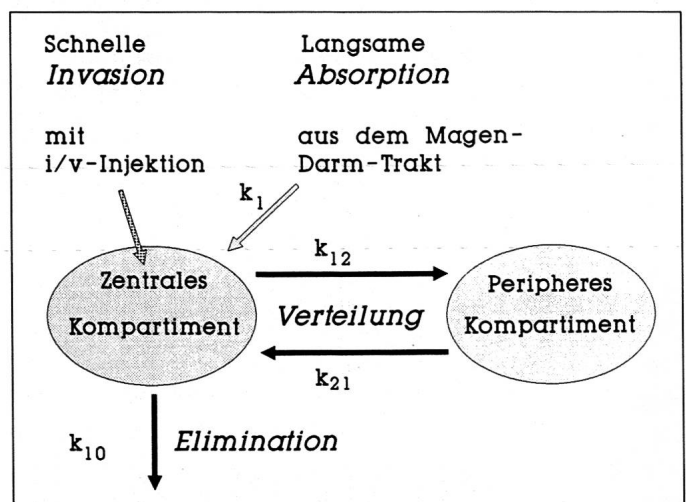 Schnelle
Invasion
mit
i/v-Injektion
Langsame
Absorption
aus dem Magen-
Darm-Trakt
k₁
k₁₂
Zentrales
Kompartiment
Verteilung
Peripheres
Kompartiment
k₂₁
k₁₀
Elimination